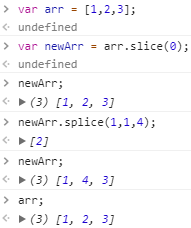 > var arr = [1,2,3];
< undefined
> var newArr = arr.slice(0);
< undefined
> newArr;
< ▶ (3) [1, 2, 3]
> newArr.splice(1,1,4);
< ▶ [2]
> newArr;
< ▶ (3) [1, 4, 3]
> arr;
< ▶ (3) [1, 2, 3]